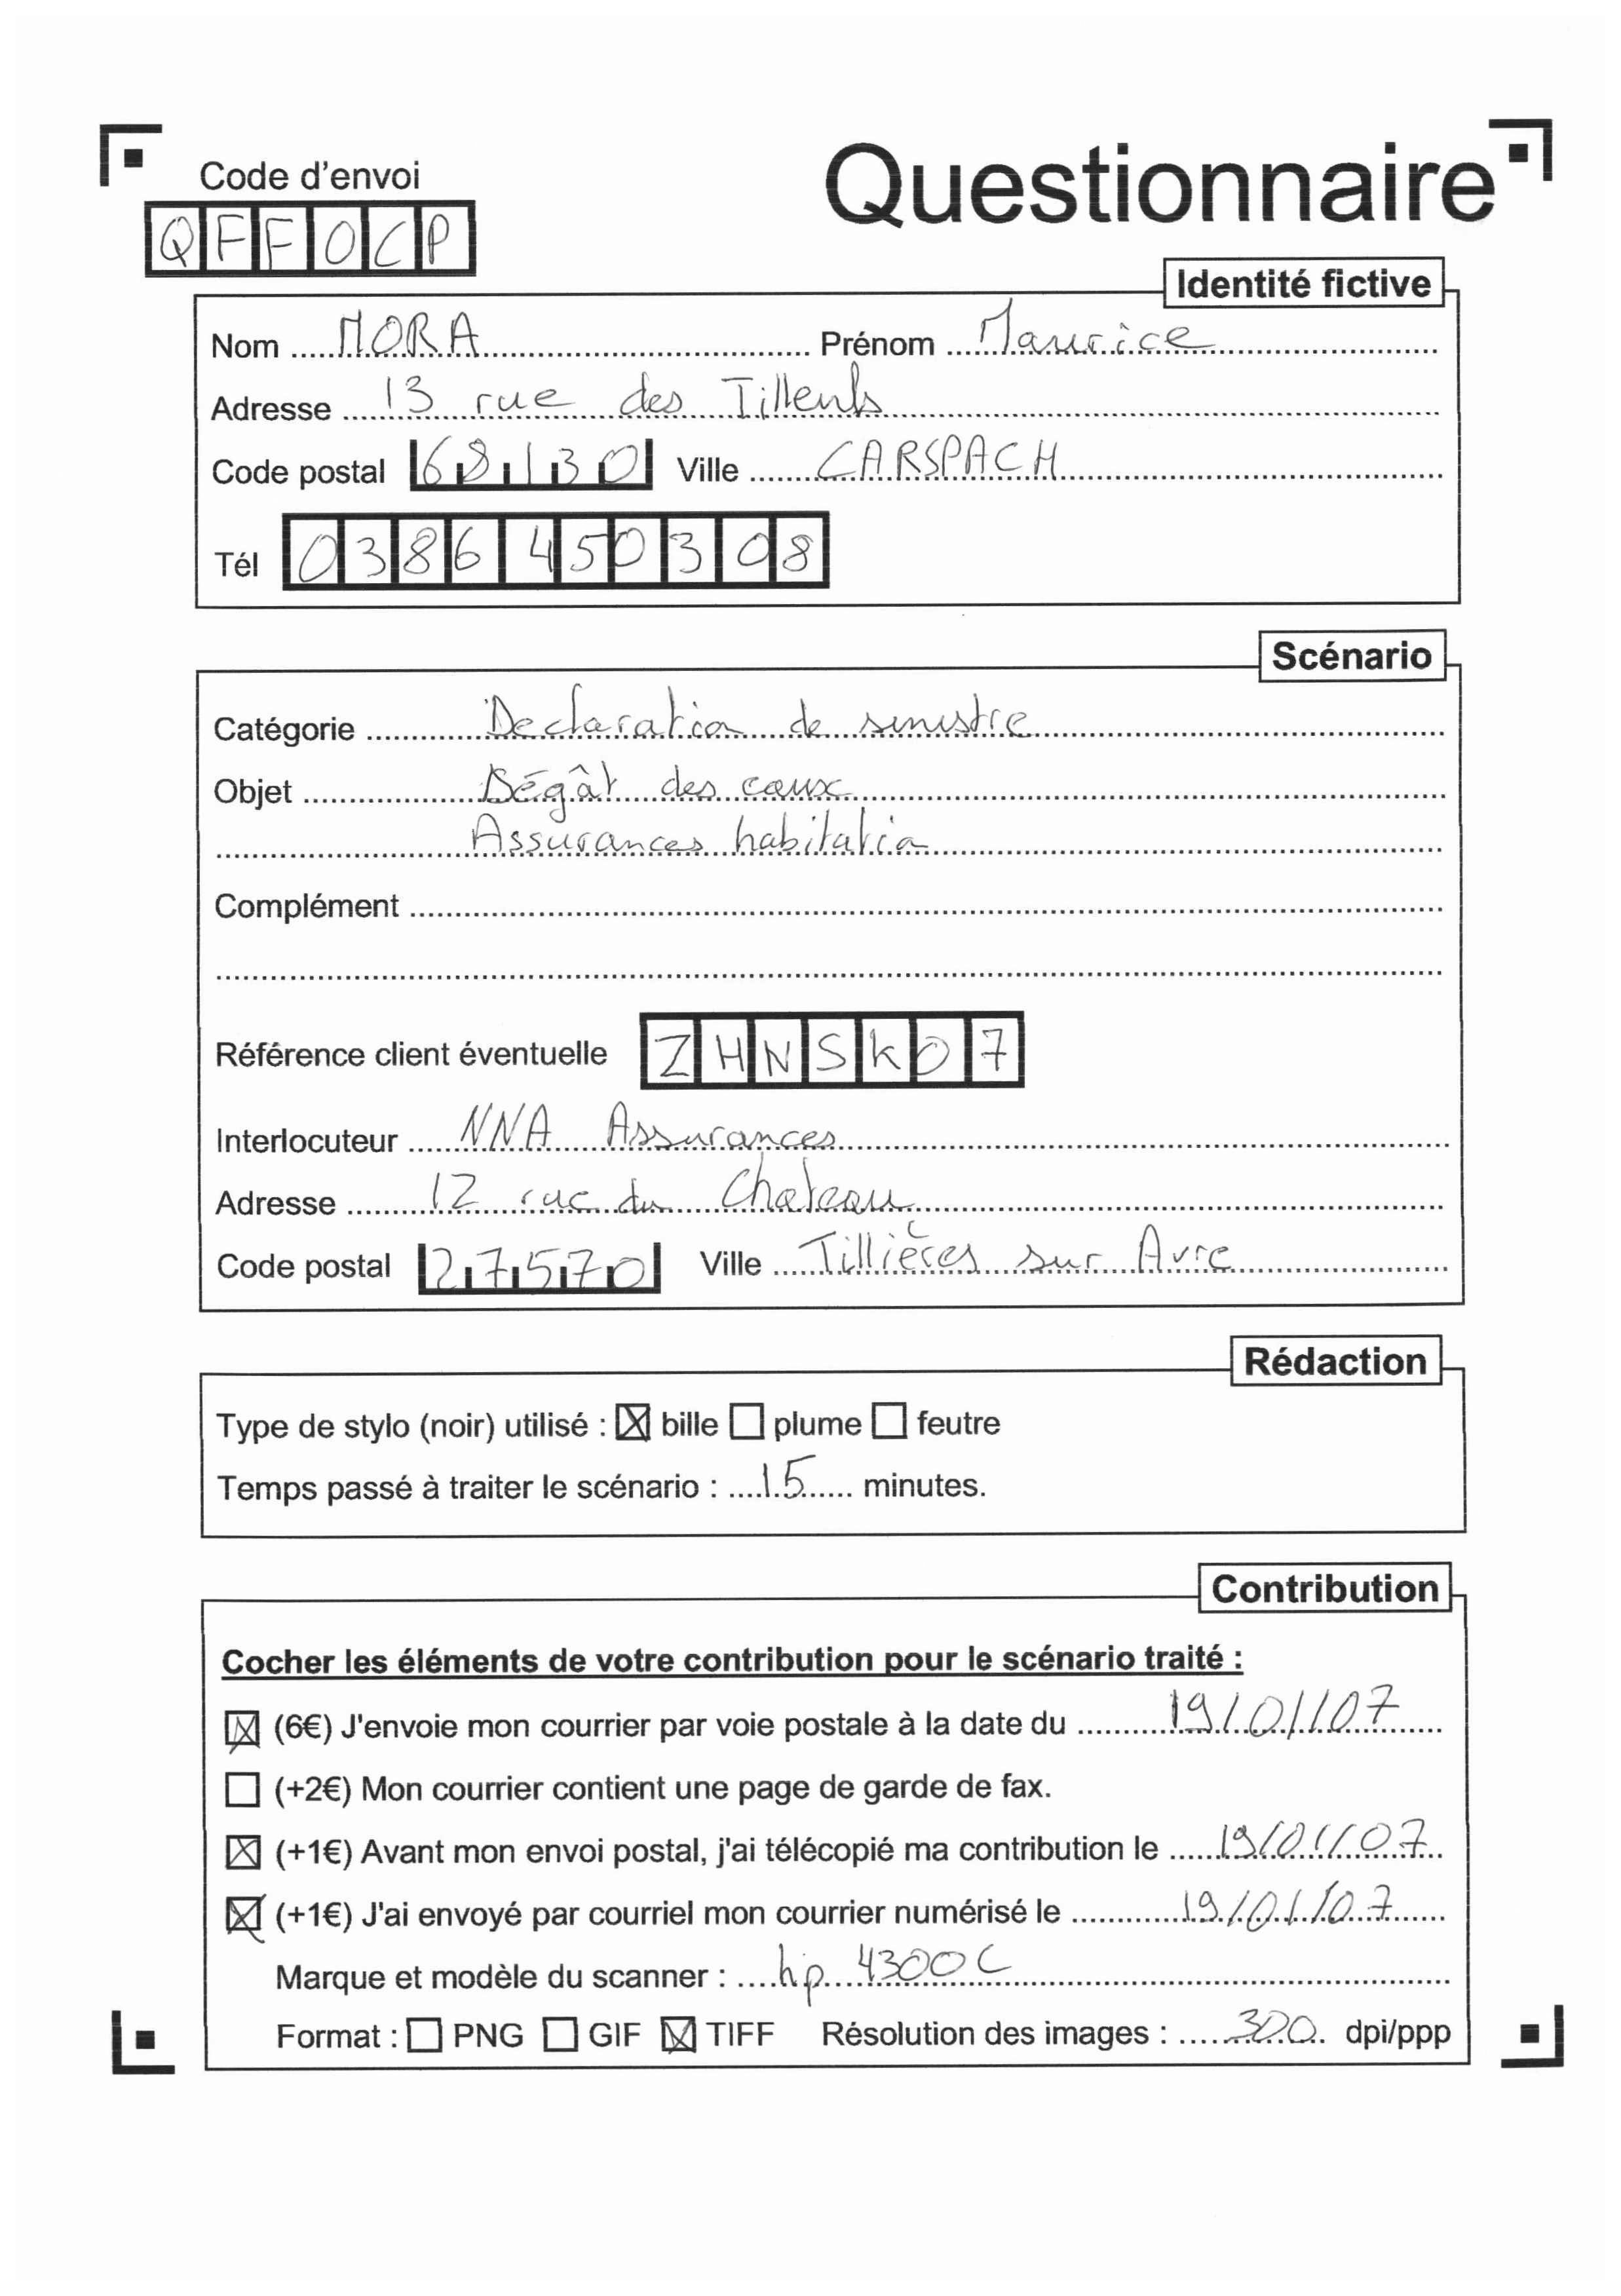 Code d'envoi
Questionnaire
QFFOCP
Identité fictive
Nom MORA Prénom Maurice
Adresse 13 rue des Tilleuls
Code postal 68130 Ville CARSPACH
Tél 0386450308
Scénario
Catégorie Declaration de sinistre
Objet Dégât des eaux
Assurances habitation
Complément
Référence client éventuelle ZHNSK07
Interlocuteur NNA Assurances
Adresse 12 rue du Chateau
Code postal 27570 Ville Tillières sur Avre
Rédaction
Type de stylo (noir) utilisé : ☒ bille ☐ plume ☐ feutre
Temps passé à traiter le scénario : 15 minutes.
Contribution
Cocher les éléments de votre contribution pour le scénario traité :
☒ (6€) J'envoie mon courrier par voie postale à la date du 19/01/07
☐ (+2€) Mon courrier contient une page de garde de fax.
☒ (+1€) Avant mon envoi postal, j'ai télécopié ma contribution le 19/01/07
☒ (+1€) J'ai envoyé par courriel mon courrier numérisé le 19/01/07
Marque et modèle du scanner : hp 4300C
Format : ☐ PNG ☐ GIF ☒ TIFF Résolution des images : 300 dpi/ppp